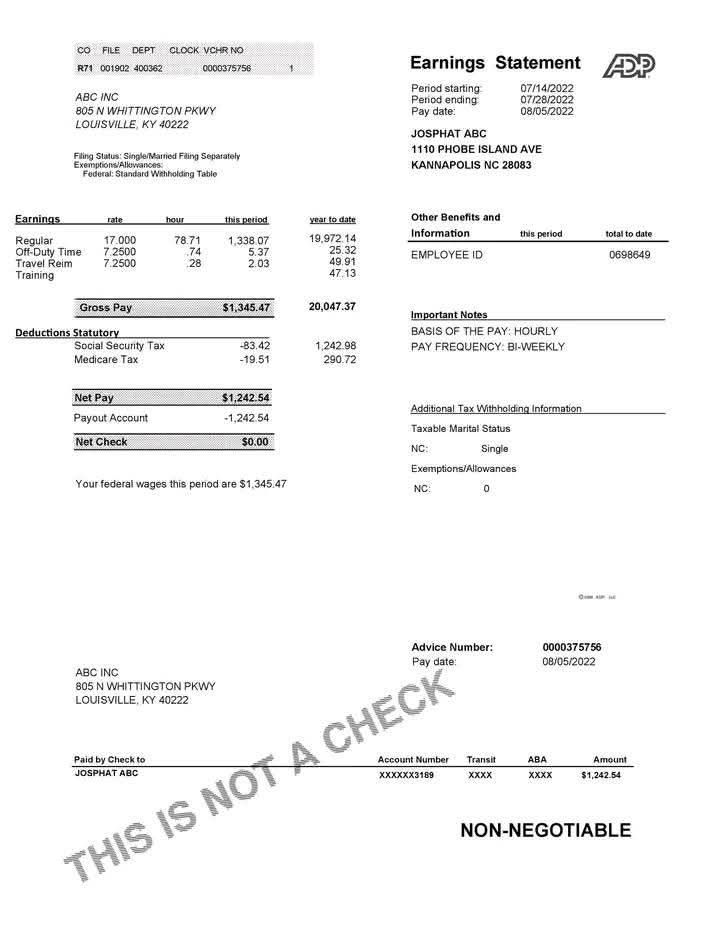 CO FILE DEPT CLOCK VCHR NO
R71 001902 400362 0000375756 1
Earnings Statement
ADP
ABC INC
805 N WHITTINGTON PKWY
LOUISVILLE, KY 40222
Period starting: 07/14/2022
Period ending: 07/28/2022
Pay date: 08/05/2022
JOSPHAT ABC
1110 PHOBE ISLAND AVE
KANNAPOLIS NC 28083
Filing Status: Single/Married Filing Separately
Exemptions/Allowances:
Federal: Standard Withholding Table
Earnings rate hour this period year to date
Regular 17.000 78.71 1,338.07 19,972.14
Off-Duty Time 7.2500 .74 5.37 25.32
Travel Reim 7.2500 .28 2.03 49.91
Training 47.13
Gross Pay $1,345.47 20,047.37
Deductions Statutory
Social Security Tax -83.42 1,242.98
Medicare Tax -19.51 290.72
Net Pay $1,242.54
Payout Account -1,242.54
Net Check $0.00
Your federal wages this period are $1,345.47
Other Benefits and
Information this period total to date
EMPLOYEE ID 0698649
Important Notes
BASIS OF THE PAY: HOURLY
PAY FREQUENCY: BI-WEEKLY
Additional Tax Withholding Information
Taxable Marital Status
NC: Single
Exemptions/Allowances
NC: 0
ADP LLC
Advice Number: 0000375756
Pay date: 08/05/2022
ABC INC
805 N WHITTINGTON PKWY
LOUISVILLE, KY 40222
THIS IS NOT A CHECK
Paid by Check to Account Number Transit ABA Amount
JOSPHAT ABC XXXXXX3189 XXXX XXXX $1,242.54
NON-NEGOTIABLE